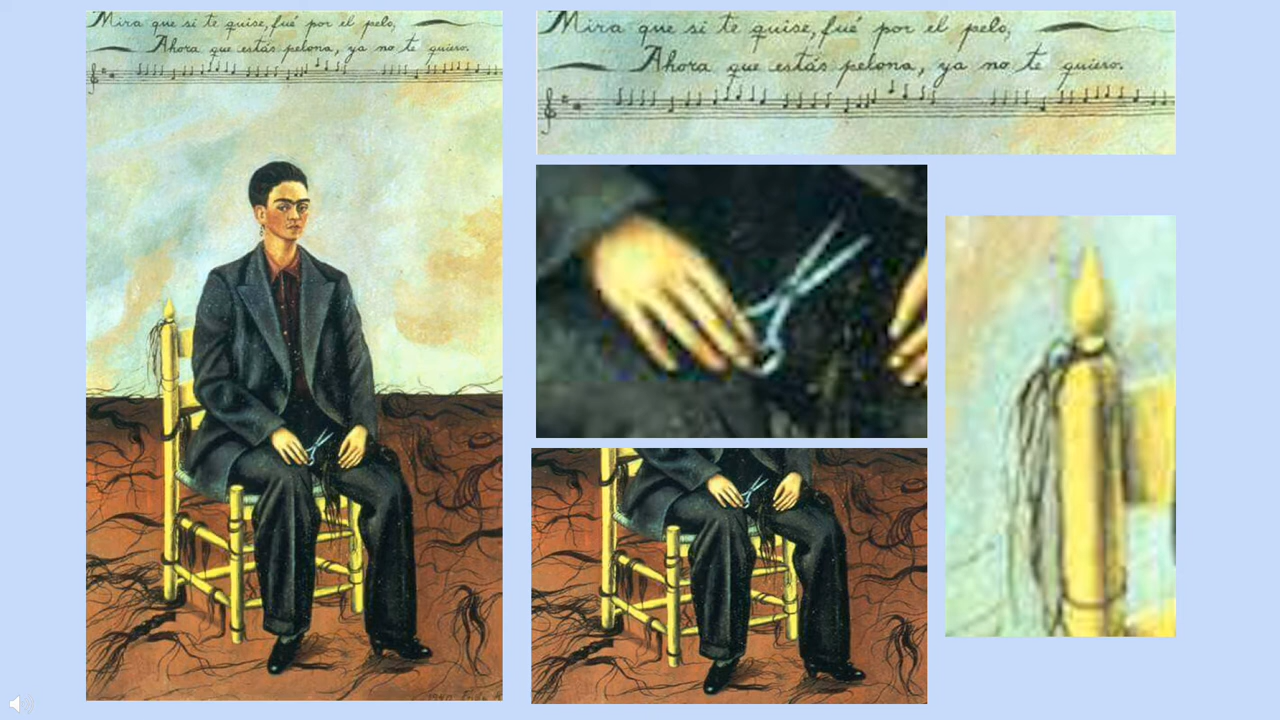 Mira que si te quise, fué por el pelo,
Ahora que estás pelona, ya no te quiero.
Mira que si te quise, fué por el pelo,
Ahora que estás pelona, ya no te quiero.
1940